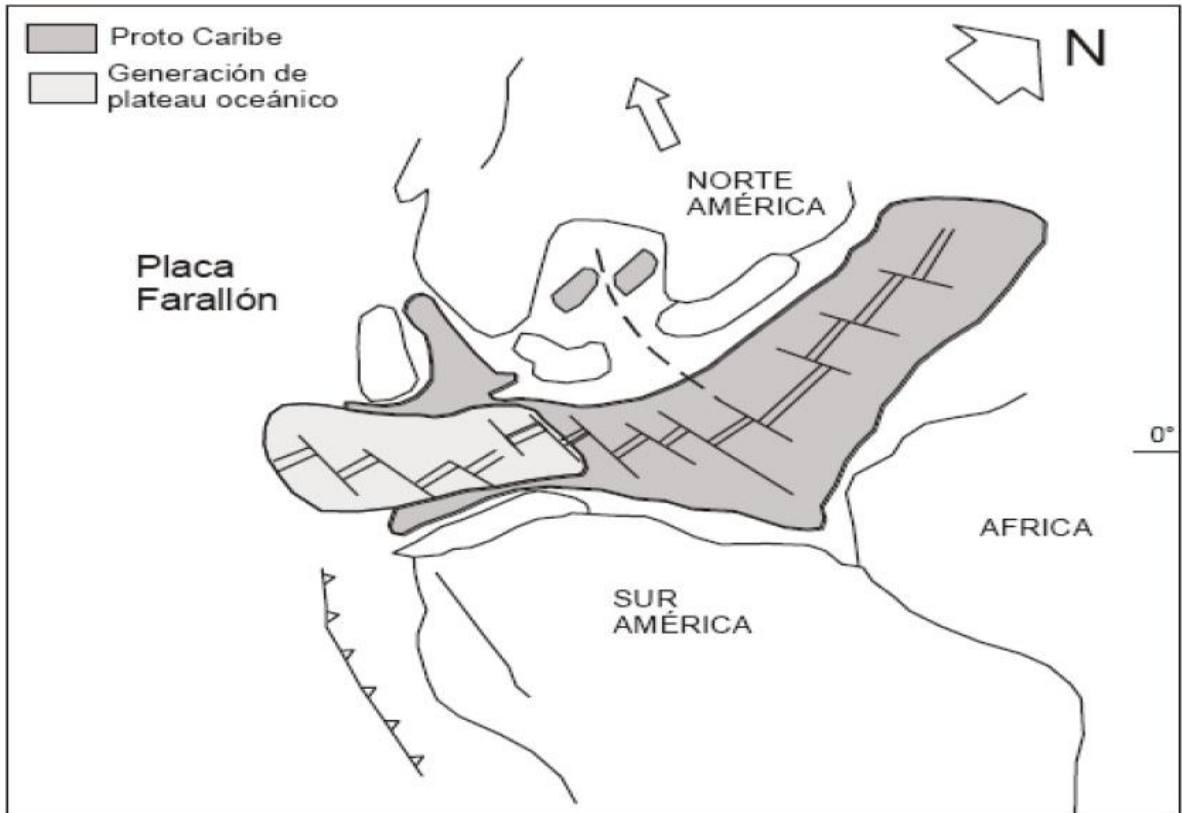 Proto Caribe
Generación de
plateau oceánico
N
NORTE
AMÉRICA
Placa
Farallón
0°
AFRICA
SUR
AMÉRICA